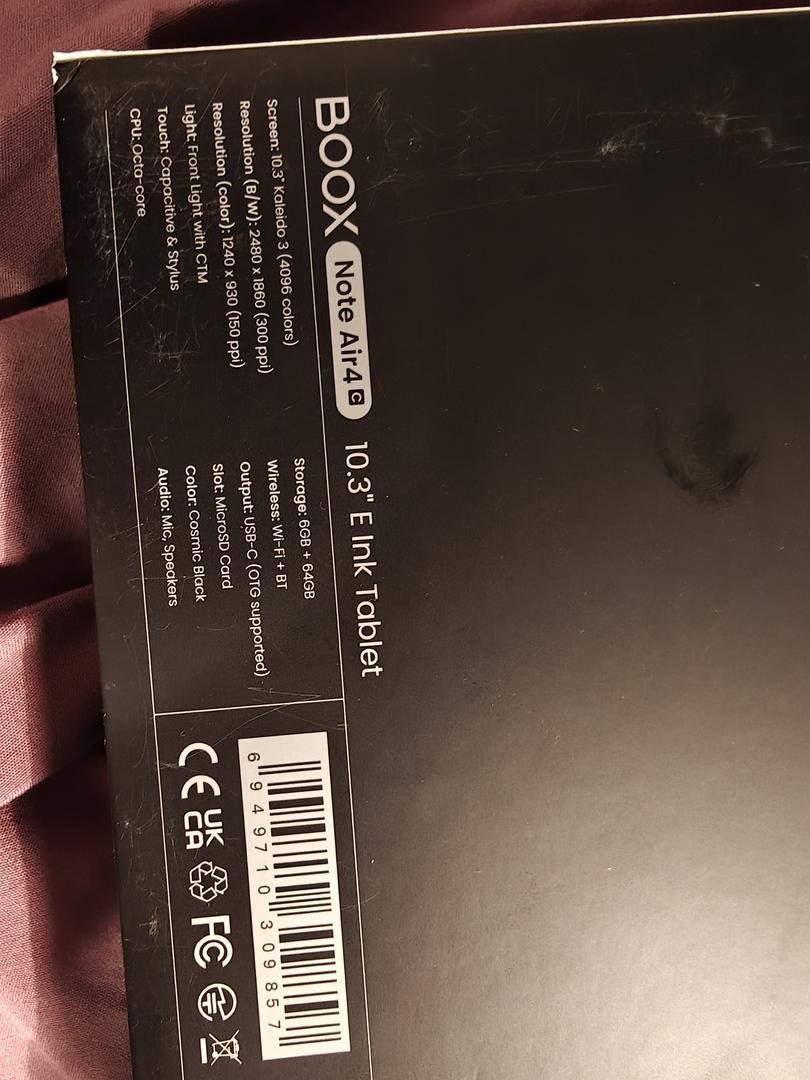 BOOX Note Air4 C 10.3" E Ink Tablet
Screen: 10.3" Kaleido 3 (4096 colors)
Resolution (B/W): 2480 x 1860 (300 ppi)
Resolution (color): 1240 x 930 (150 ppi)
Light: Front Light with CTM
Touch: Capacitive & Stylus
CPU: Octa-core
Storage: 6GB + 64GB
Wireless: Wi-Fi + BT
Output: USB-C (OTG supported)
Slot: MicroSD Card
Color: Cosmic Black
Audio: Mic, Speakers
6 949710 309857
CE UK CA FC